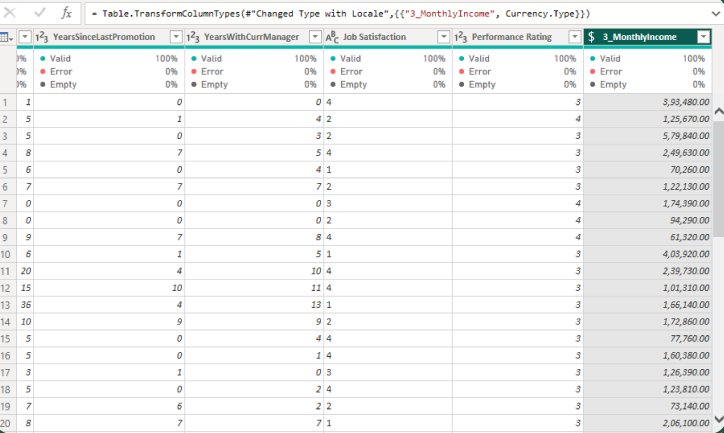 fx = Table.TransformColumnTypes(#"Changed Type with Locale",{{"3_MonthlyIncome", Currency.Type}})
123 YearsSinceLastPromotion 123 YearsWithCurrManager ABC Job Satisfaction 123 Performance Rating $ 3_MonthlyIncome
0% Valid 100% Valid 100% Valid 100% Valid 100% Valid 100%
0% Error 0% Error 0% Error 0% Error 0% Error 0%
0% Empty 0% Empty 0% Empty 0% Empty 0% Empty 0%
1 1 0 0 4 3 3,93,480.00
2 5 1 4 2 4 1,25,670.00
3 5 0 3 2 3 5,79,840.00
4 8 7 5 4 3 2,49,630.00
5 6 0 4 1 3 70,260.00
6 7 7 7 2 3 1,22,130.00
7 0 0 0 3 4 1,74,390.00
8 0 0 0 2 4 94,290.00
9 9 7 8 4 4 61,320.00
10 6 1 5 1 3 4,03,920.00
11 20 4 10 4 3 2,39,730.00
12 15 10 11 4 3 1,01,310.00
13 36 4 13 1 3 1,66,140.00
14 10 9 9 2 3 1,72,860.00
15 5 0 4 4 3 77,760.00
16 5 0 1 4 3 1,60,380.00
17 3 1 0 3 3 1,26,390.00
18 5 0 2 4 3 1,23,810.00
19 7 6 2 2 3 73,140.00
20 8 7 7 1 3 2,06,100.00